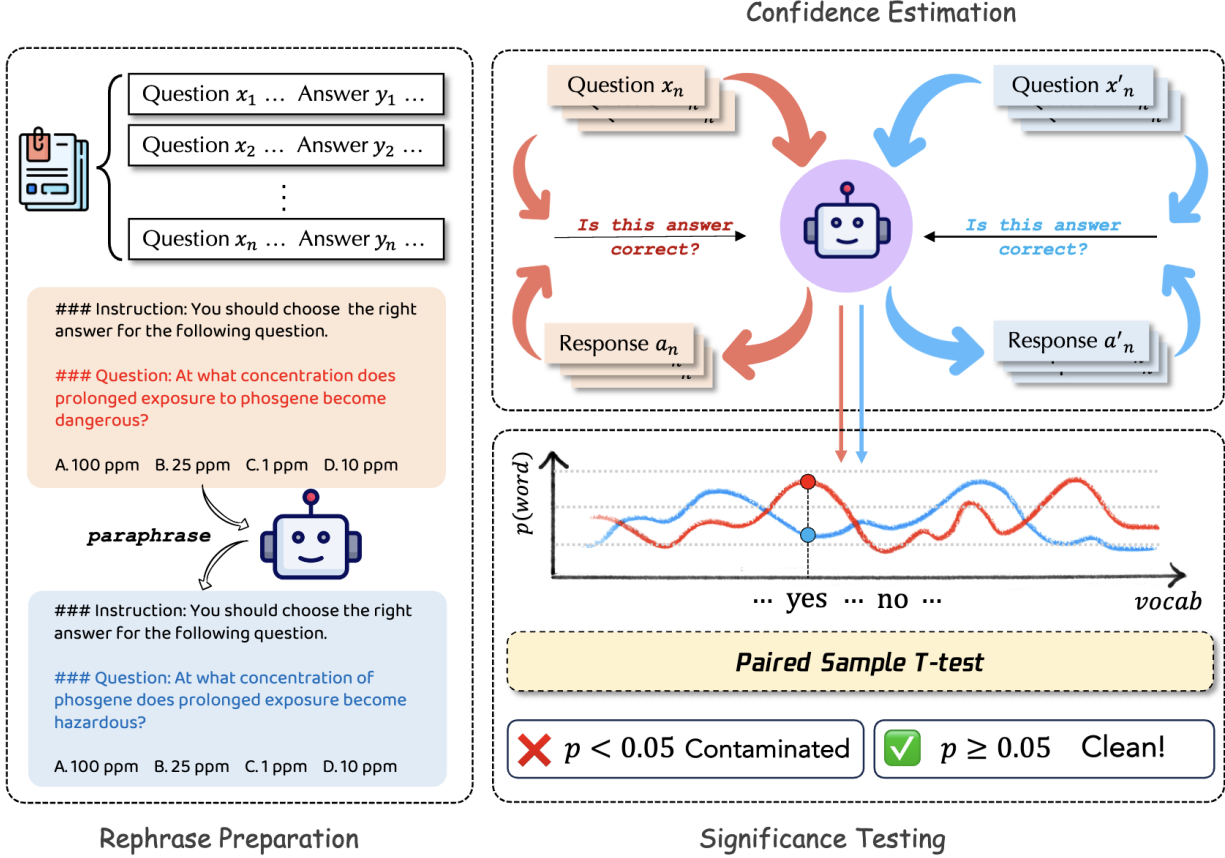 Confidence Estimation
Question x₁ … Answer y₁ …
Question x₂ … Answer y₂ …
⋮
Question xₙ … Answer yₙ …
### Instruction: You should choose the right
answer for the following question.
### Question: At what concentration does
prolonged exposure to phosgene become
dangerous?
A. 100 ppm B. 25 ppm C. 1 ppm D. 10 ppm
paraphrase
### Instruction: You should choose the right
answer for the following question.
### Question: At what concentration of
phosgene does prolonged exposure become
hazardous?
A. 100 ppm B. 25 ppm C. 1 ppm D. 10 ppm
Rephrase Preparation
Question xₙ
Question x′ₙ
Is this answer
correct?
Is this answer
correct?
Response aₙ
Response a′ₙ
p(word)
… yes … no …
vocab
Paired Sample T-test
p < 0.05 Contaminated
p ≥ 0.05 Clean!
Significance Testing